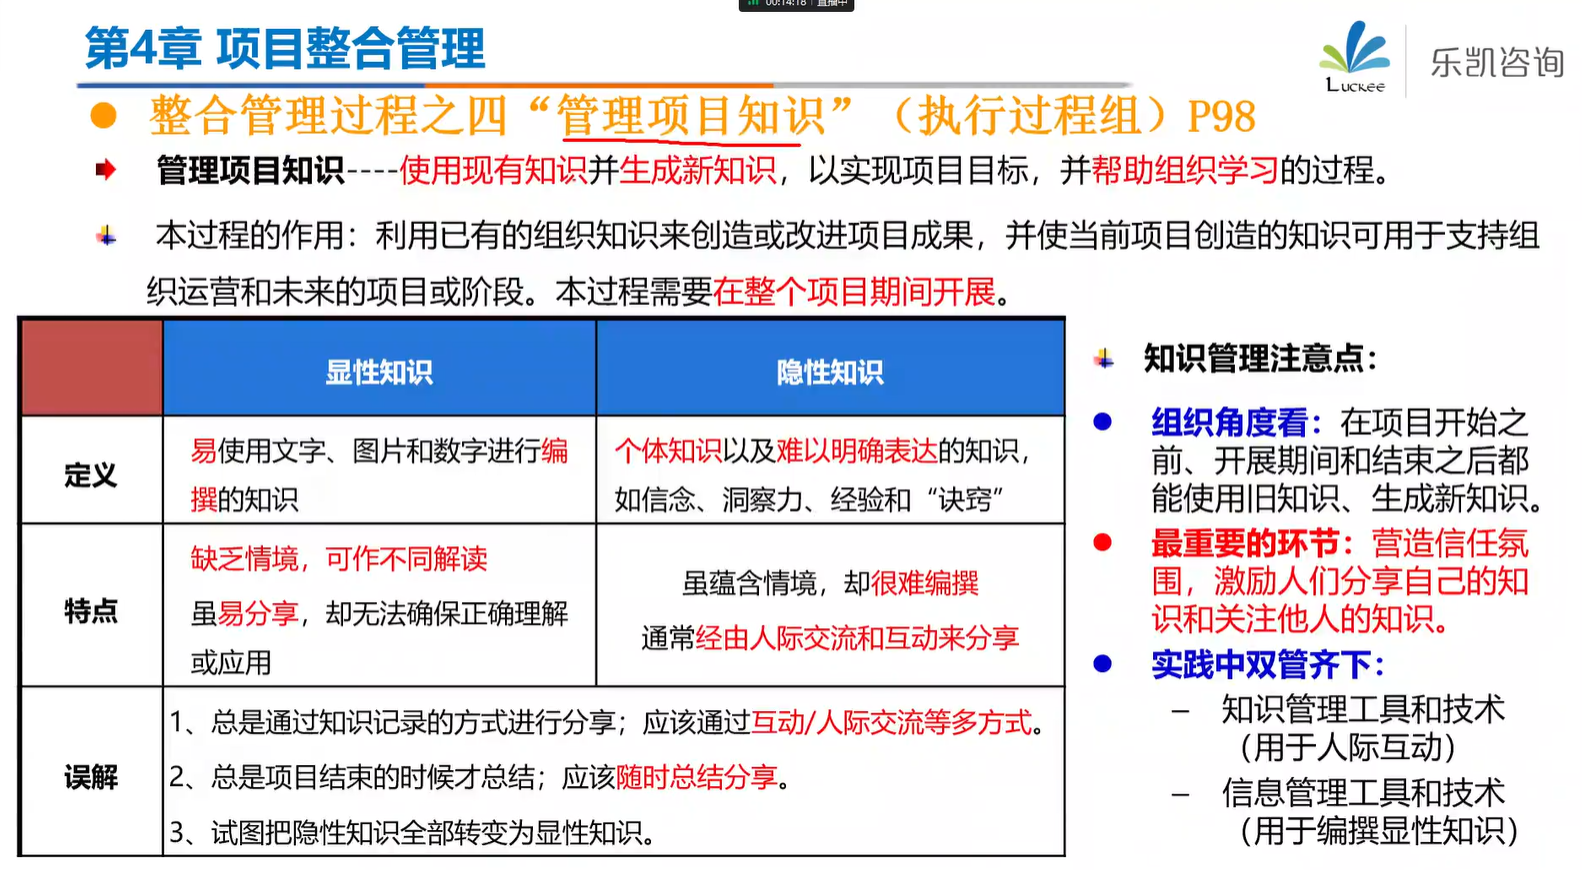 00:14:18 直播中
第4章 项目整合管理
LUCKEE 乐凯咨询
整合管理过程之四“管理项目知识”（执行过程组）P98
管理项目知识----使用现有知识并生成新知识，以实现项目目标，并帮助组织学习的过程。
本过程的作用：利用已有的组织知识来创造或改进项目成果，并使当前项目创造的知识可用于支持组
织运营和未来的项目或阶段。本过程需要在整个项目期间开展。
显性知识
隐性知识
定义
易使用文字、图片和数字进行编
撰的知识
个体知识以及难以明确表达的知识，
如信念、洞察力、经验和“诀窍”
特点
缺乏情境，可作不同解读
虽易分享，却无法确保正确理解
或应用
虽蕴含情境，却很难编撰
通常经由人际交流和互动来分享
误解
1、总是通过知识记录的方式进行分享；应该通过互动/人际交流等多方式。
2、总是项目结束的时候才总结；应该随时总结分享。
3、试图把隐性知识全部转变为显性知识。
知识管理注意点：
组织角度看：在项目开始之
前、开展期间和结束之后都
能使用旧知识、生成新知识。
最重要的环节：营造信任氛
围，激励人们分享自己的知
识和关注他人的知识。
实践中双管齐下：
– 知识管理工具和技术
（用于人际互动）
– 信息管理工具和技术
（用于编撰显性知识）